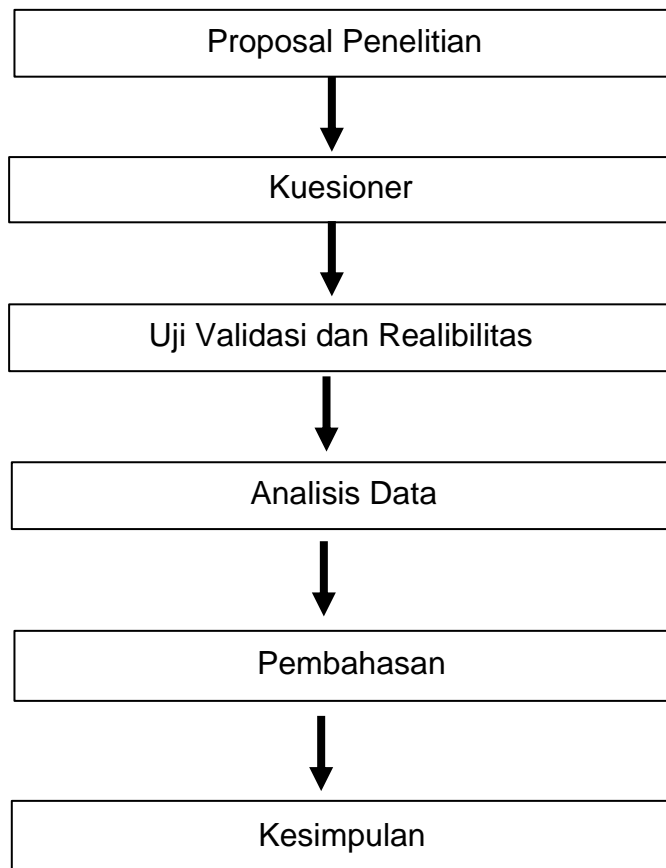 Proposal Penelitian
Kuesioner
Uji Validasi dan Realibilitas
Analisis Data
Pembahasan
Kesimpulan